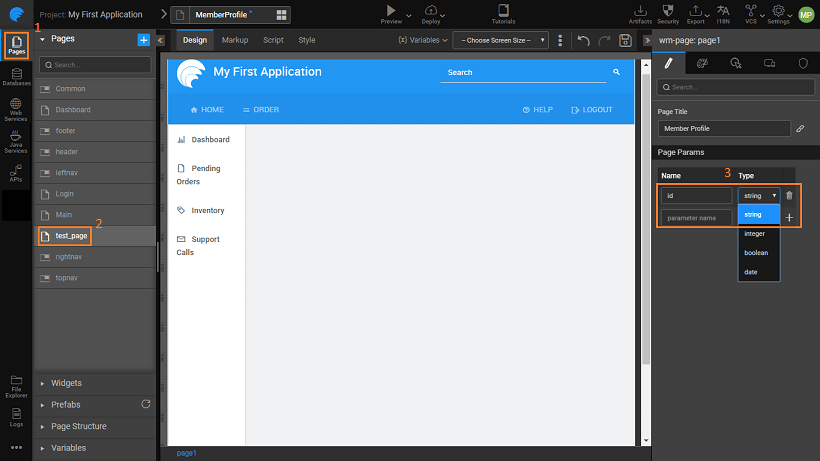 Project: My First Application
MemberProfile *
Preview
Deploy
Tutorials
Artifacts
Security
Export
I18N
VCS
Settings
MP
1
Pages
Databases
Web
Services
Java
Services
APIs
File
Explorer
Logs
Pages
Search...
Common
Dashboard
footer
header
leftnav
Login
Main
2
test_page
rightnav
topnav
Widgets
Prefabs
Page Structure
Variables
Design
Markup
Script
Style
(x) Variables
-- Choose Screen Size --
My First Application
Search
HOME
ORDER
HELP
LOGOUT
Dashboard
Pending
Orders
Inventory
Support
Calls
page1
wm-page: page1
Search...
Page Title
Member Profile
Page Params
3
Name
Type
id
string
parameter name
string
integer
boolean
date